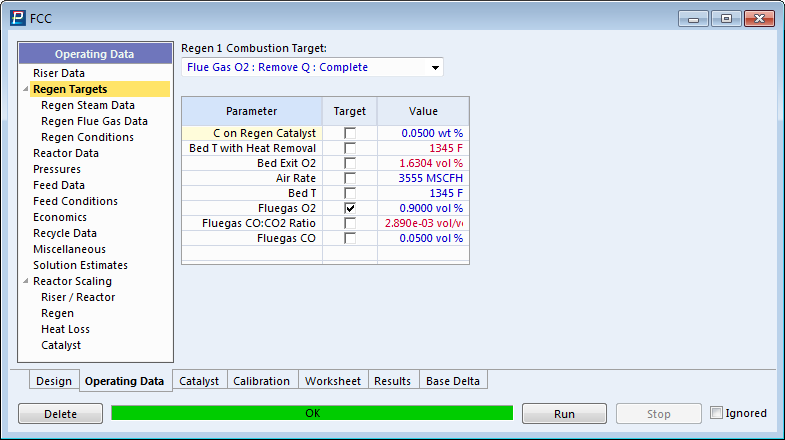 FCC
Operating Data
Riser Data
Regen Targets
Regen Steam Data
Regen Flue Gas Data
Regen Conditions
Reactor Data
Pressures
Feed Data
Feed Conditions
Economics
Recycle Data
Miscellaneous
Solution Estimates
Reactor Scaling
Riser / Reactor
Regen
Heat Loss
Catalyst
Regen 1 Combustion Target:
Flue Gas O2 : Remove Q : Complete
Parameter Target Value
C on Regen Catalyst 0.0500 wt %
Bed T with Heat Removal 1345 F
Bed Exit O2 1.6304 vol %
Air Rate 3555 MSCFH
Bed T 1345 F
Fluegas O2 0.9000 vol %
Fluegas CO:CO2 Ratio 2.890e-03 vol/v
Fluegas CO 0.0500 vol %
Design Operating Data Catalyst Calibration Worksheet Results Base Delta
Delete OK Run Stop Ignored